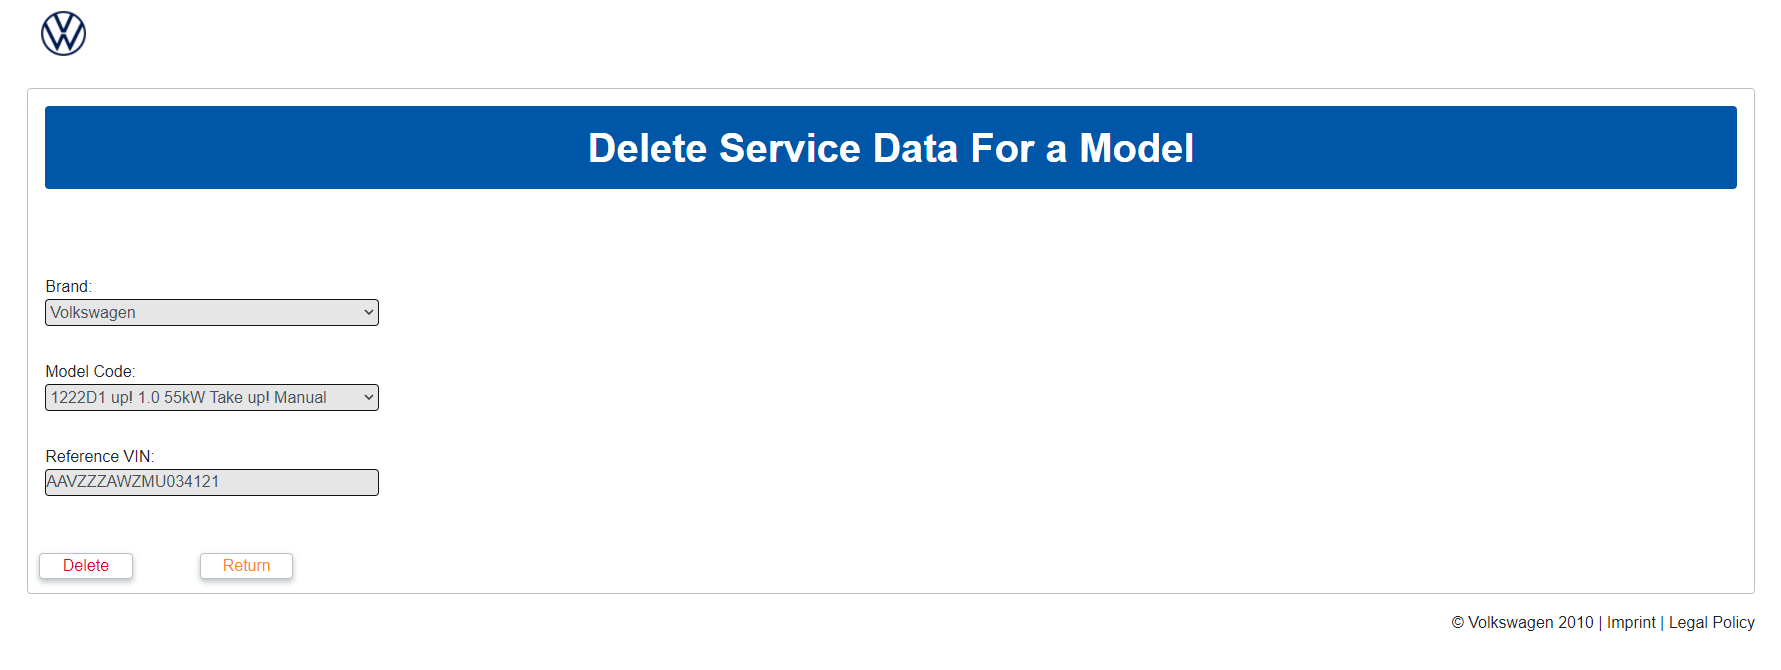 Delete Service Data For a Model
Brand:
Volkswagen
Model Code:
1222D1 up! 1.0 55kW Take up! Manual
Reference VIN:
AAVZZZAWZMU034121
Delete Return
© Volkswagen 2010 | Imprint | Legal Policy